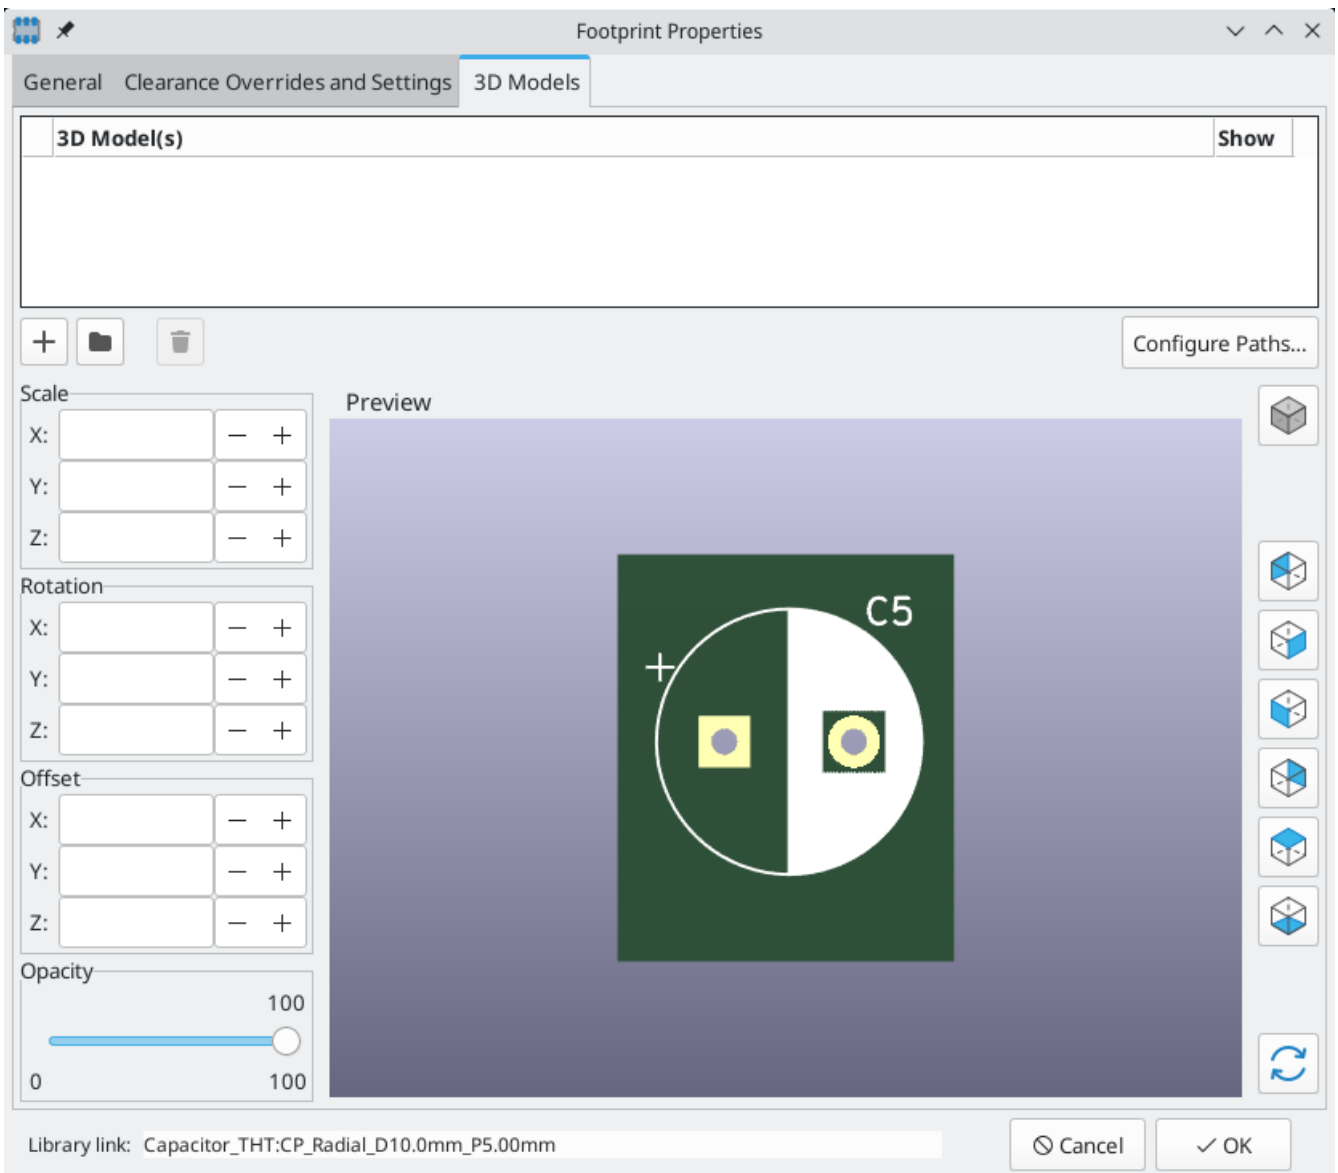 Footprint Properties
General Clearance Overrides and Settings 3D Models
3D Model(s) Show
Configure Paths...
Scale
X:
Y:
Z:
Rotation
X:
Y:
Z:
Offset
X:
Y:
Z:
Opacity
100
0 100
Preview
C5
+
Library link: Capacitor_THT:CP_Radial_D10.0mm_P5.00mm
Cancel OK